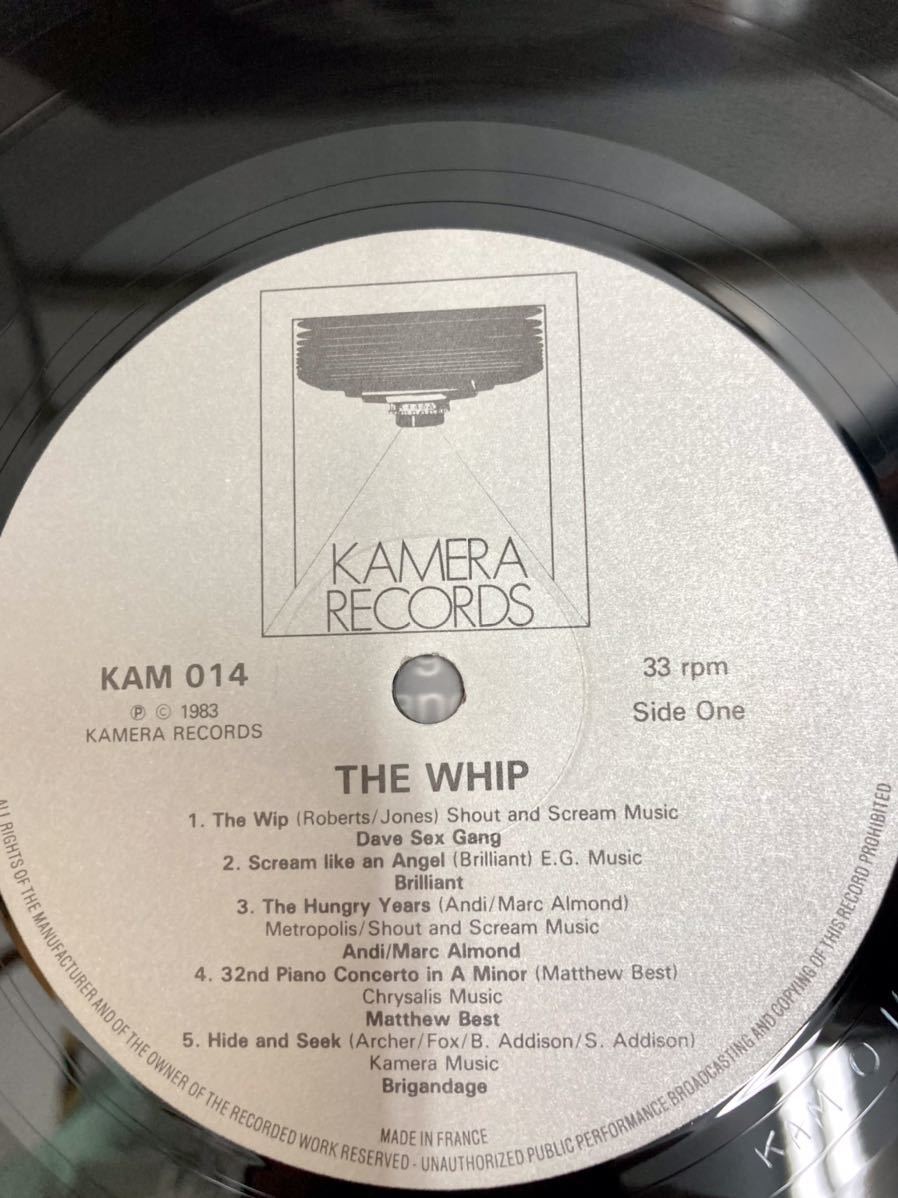 KAMERA
RECORDS
KAM 014
℗ © 1983
KAMERA RECORDS
33 rpm
Side One
THE WHIP
1. The Wip (Roberts/Jones) Shout and Scream Music
Dave Sex Gang
2. Scream like an Angel (Brilliant) E.G. Music
Brilliant
3. The Hungry Years (Andi/Marc Almond)
Metropolis/Shout and Scream Music
Andi/Marc Almond
4. 32nd Piano Concerto in A Minor (Matthew Best)
Chrysalis Music
Matthew Best
5. Hide and Seek (Archer/Fox/B. Addison/S. Addison)
Kamera Music
Brigandage
MADE IN FRANCE
ALL RIGHTS OF THE MANUFACTURER AND OF THE OWNER OF THE RECORDED WORK RESERVED - UNAUTHORIZED PUBLIC PERFORMANCE BROADCASTING AND COPYING OF THIS RECORD PROHIBITED
KAM 0